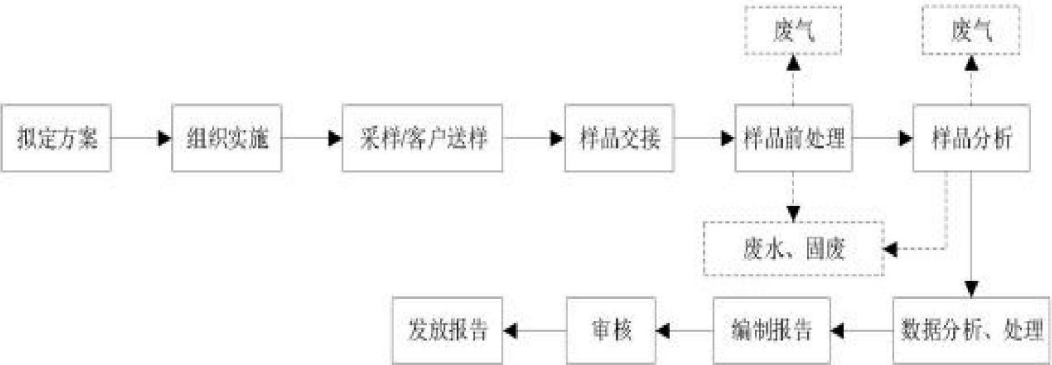 废气
废气
拟定方案
组织实施
采样/客户送样
样品交接
样品前处理
样品分析
废水、固废
发放报告
审核
编制报告
数据分析、处理